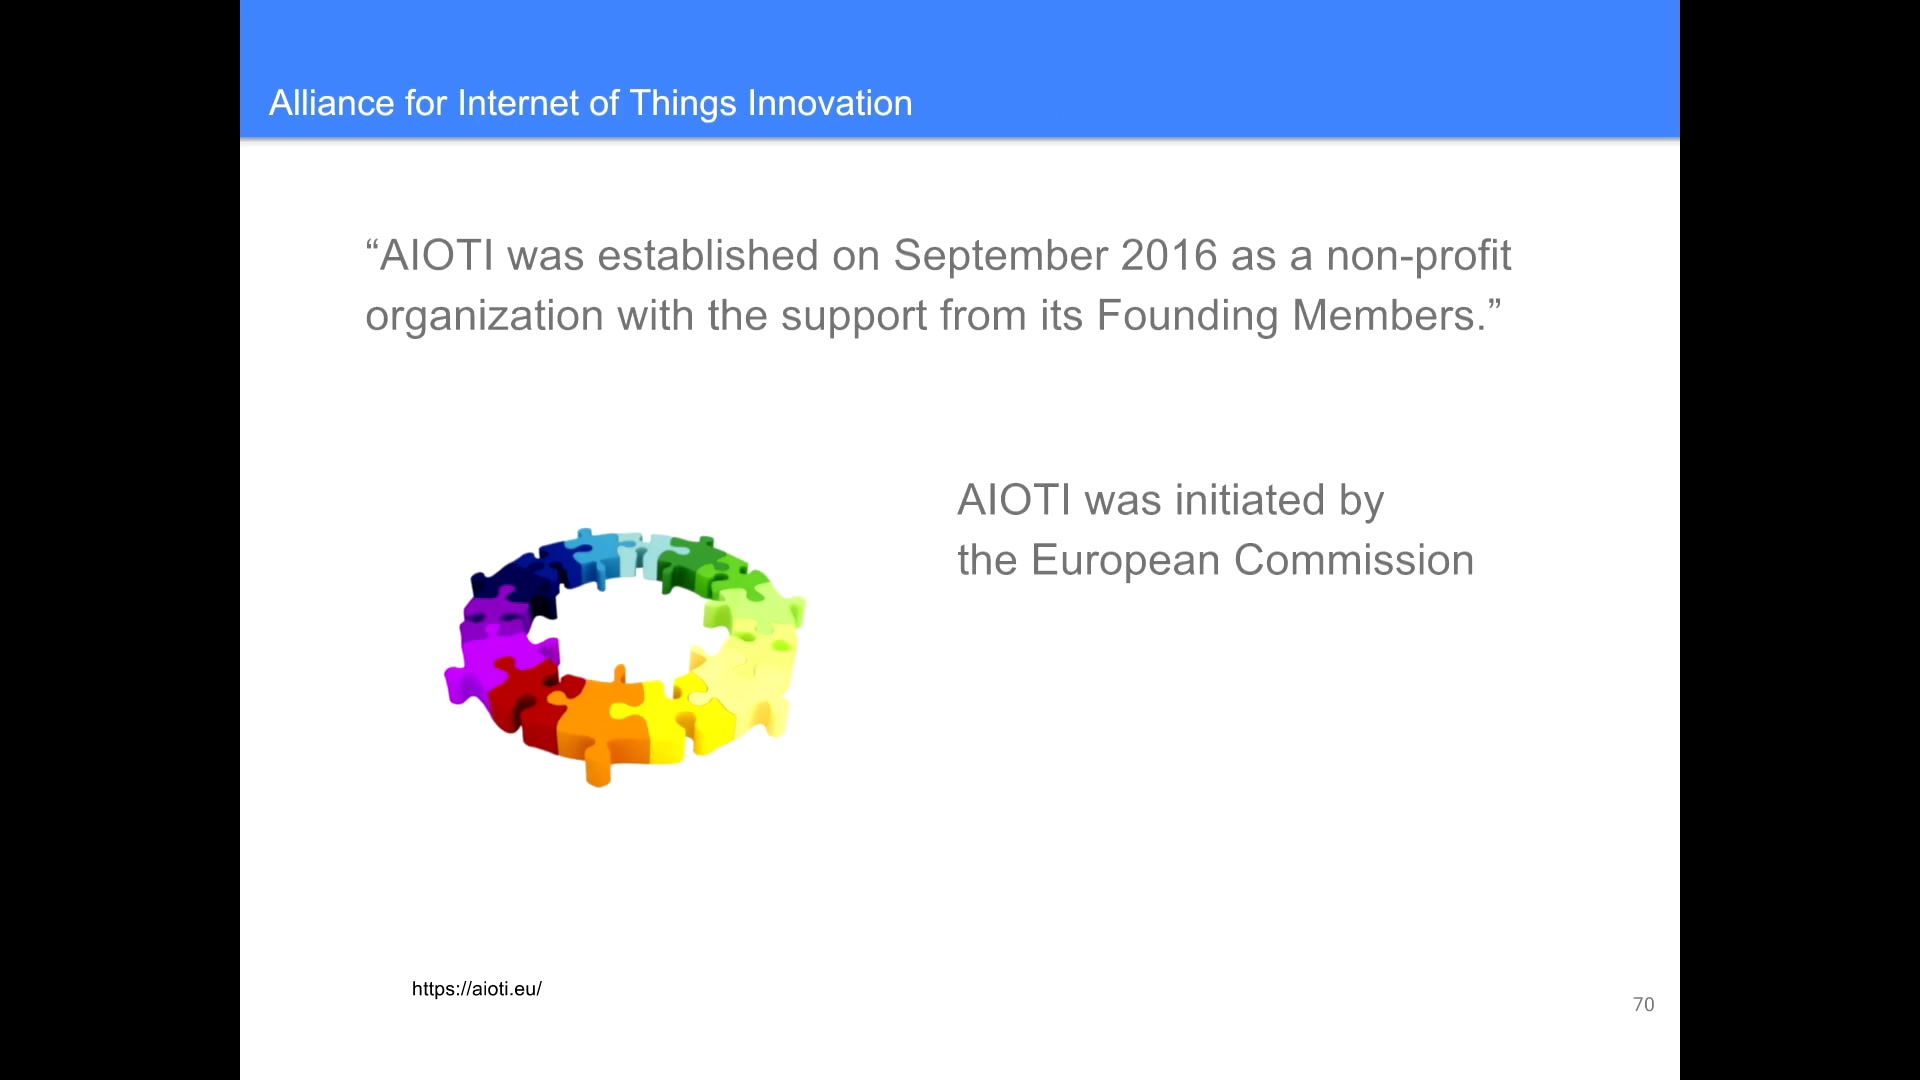 Alliance for Internet of Things Innovation
“AIOTI was established on September 2016 as a non-profit
organization with the support from its Founding Members.”
AIOTI was initiated by
the European Commission
https://aioti.eu/
70